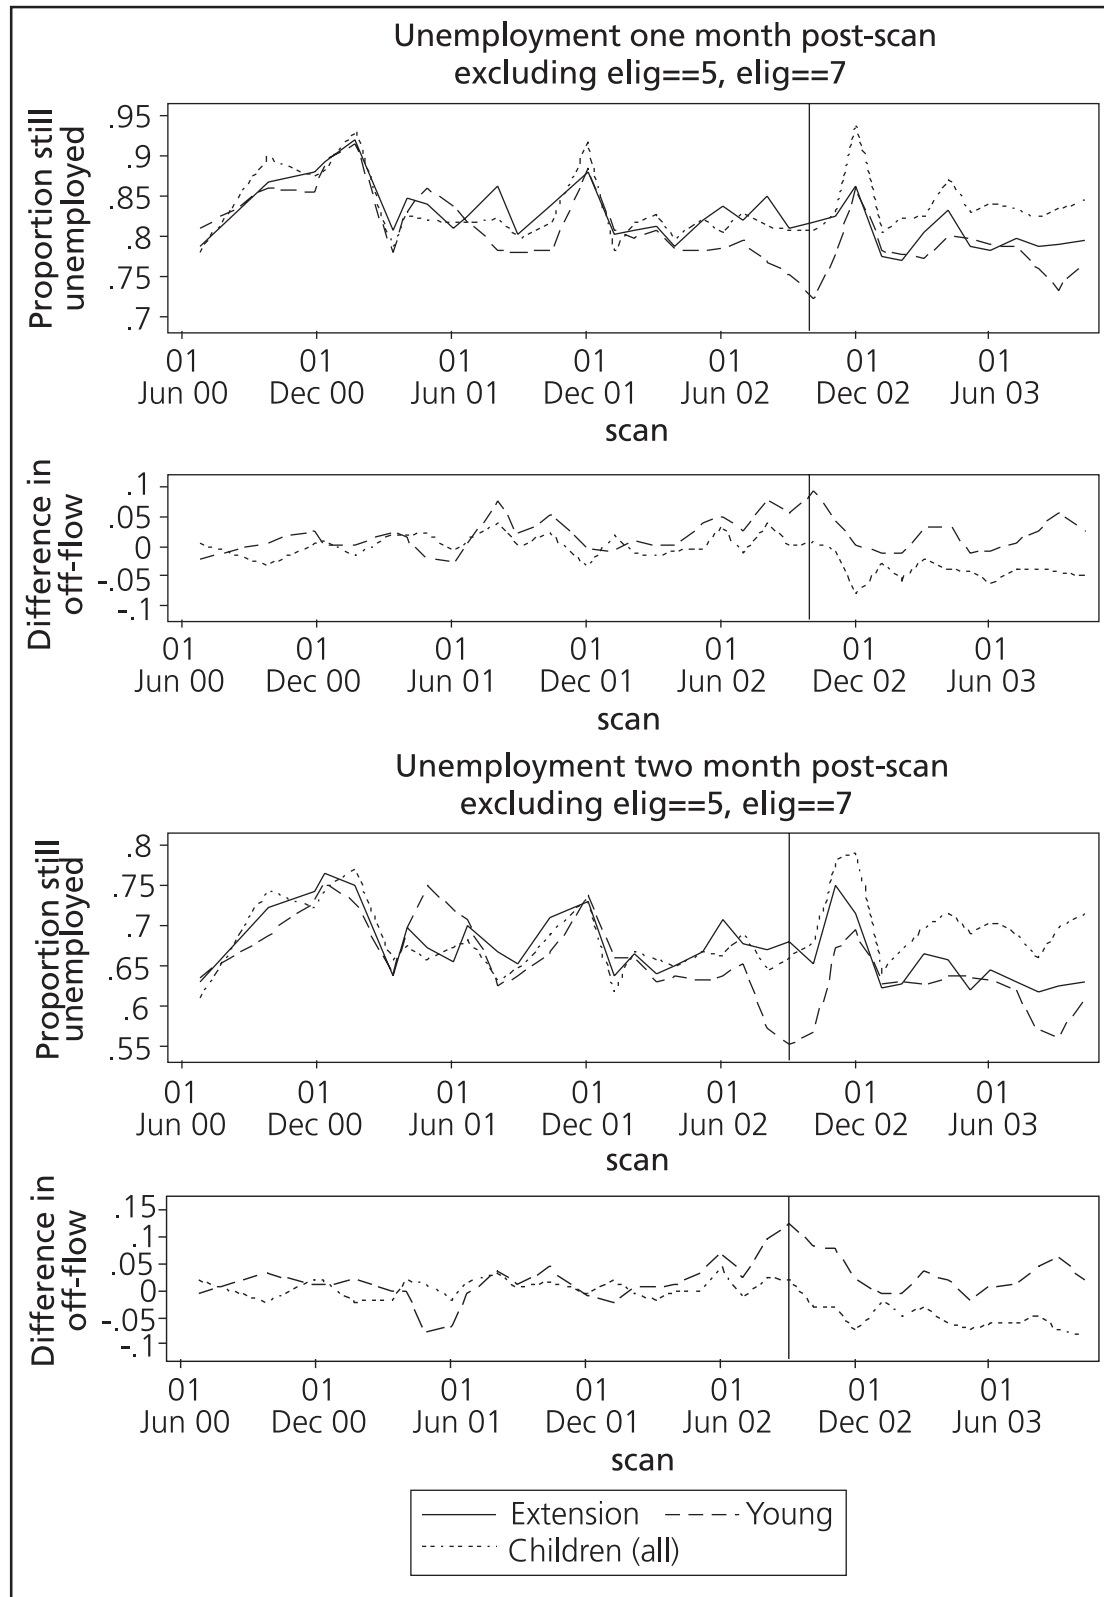 Unemployment one month post-scan
excluding elig==5, elig==7
Proportion still
unemployed
.95
.9
.85
.8
.75
.7
01 01 01 01 01 01 01
Jun 00 Dec 00 Jun 01 Dec 01 Jun 02 Dec 02 Jun 03
scan
Difference in
off-flow
.1
.05
0
-.05
-.1
01 01 01 01 01 01 01
Jun 00 Dec 00 Jun 01 Dec 01 Jun 02 Dec 02 Jun 03
scan
Unemployment two month post-scan
excluding elig==5, elig==7
Proportion still
unemployed
.8
.75
.7
.65
.6
.55
01 01 01 01 01 01 01
Jun 00 Dec 00 Jun 01 Dec 01 Jun 02 Dec 02 Jun 03
scan
Difference in
off-flow
.15
.1
.05
0
-.05
-.1
01 01 01 01 01 01 01
Jun 00 Dec 00 Jun 01 Dec 01 Jun 02 Dec 02 Jun 03
scan
Extension Young
Children (all)